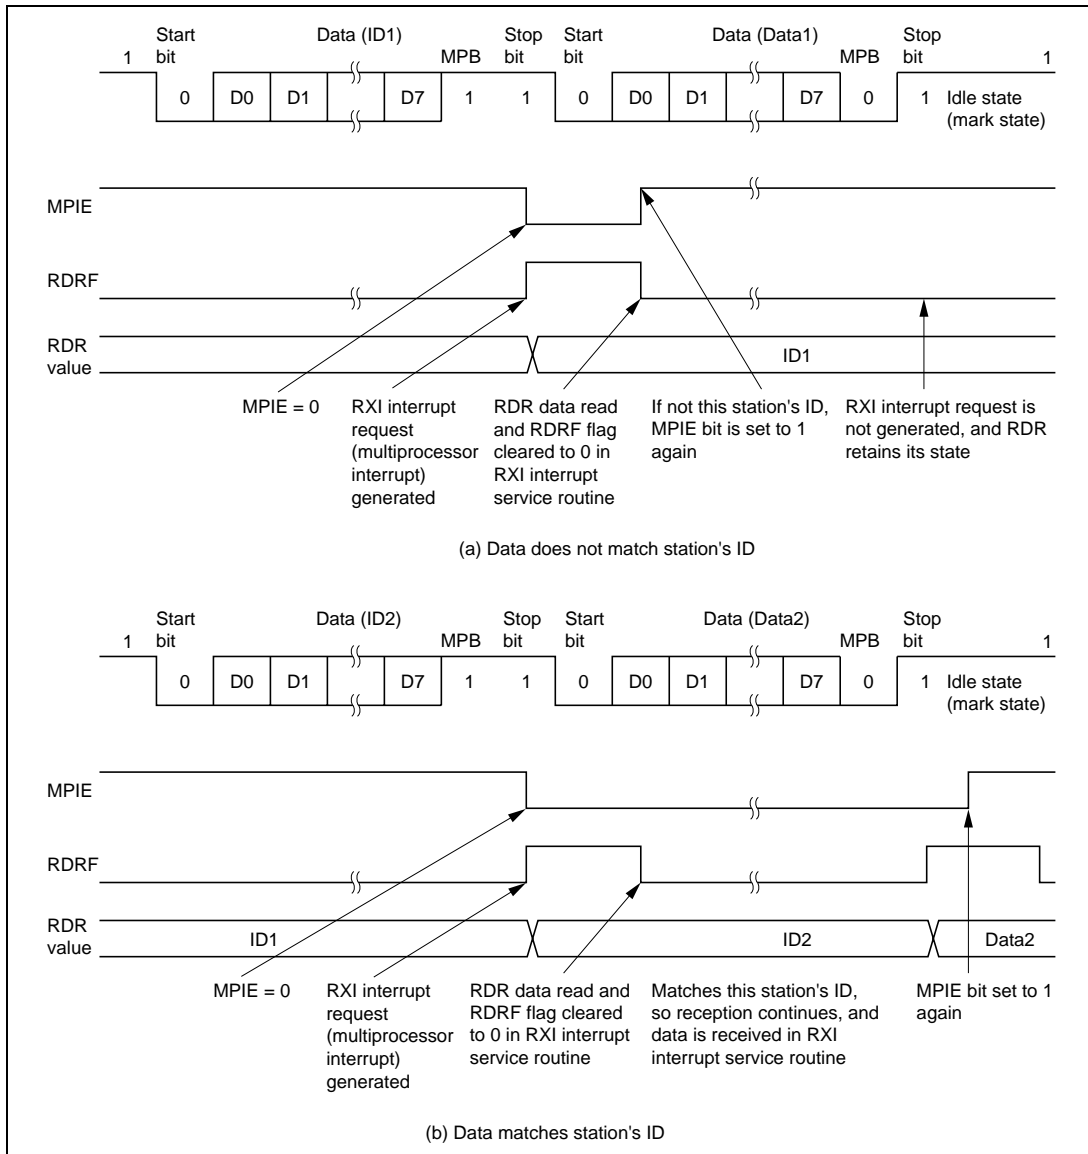 Start Data (ID1) Stop Start Data (Data1) Stop
1 bit MPB bit bit MPB bit 1
0 D0 D1 D7 1 1 0 D0 D1 D7 0 1 Idle state
(mark state)
MPIE
RDRF
RDR
value
ID1
MPIE = 0
RXI interrupt
request
(multiprocessor
interrupt)
generated
RDR data read
and RDRF flag
cleared to 0 in
RXI interrupt
service routine
If not this station's ID,
MPIE bit is set to 1
again
RXI interrupt request is
not generated, and RDR
retains its state
(a) Data does not match station's ID
Start Data (ID2) Stop Start Data (Data2) Stop
1 bit MPB bit bit MPB bit 1
0 D0 D1 D7 1 1 0 D0 D1 D7 0 1 Idle state
(mark state)
MPIE
RDRF
RDR
value
ID1 ID2 Data2
MPIE = 0
RXI interrupt
request
(multiprocessor
interrupt)
generated
RDR data read and
RDRF flag cleared
to 0 in RXI interrupt
service routine
Matches this station's ID,
so reception continues, and
data is received in RXI
interrupt service routine
MPIE bit set to 1
again
(b) Data matches station's ID